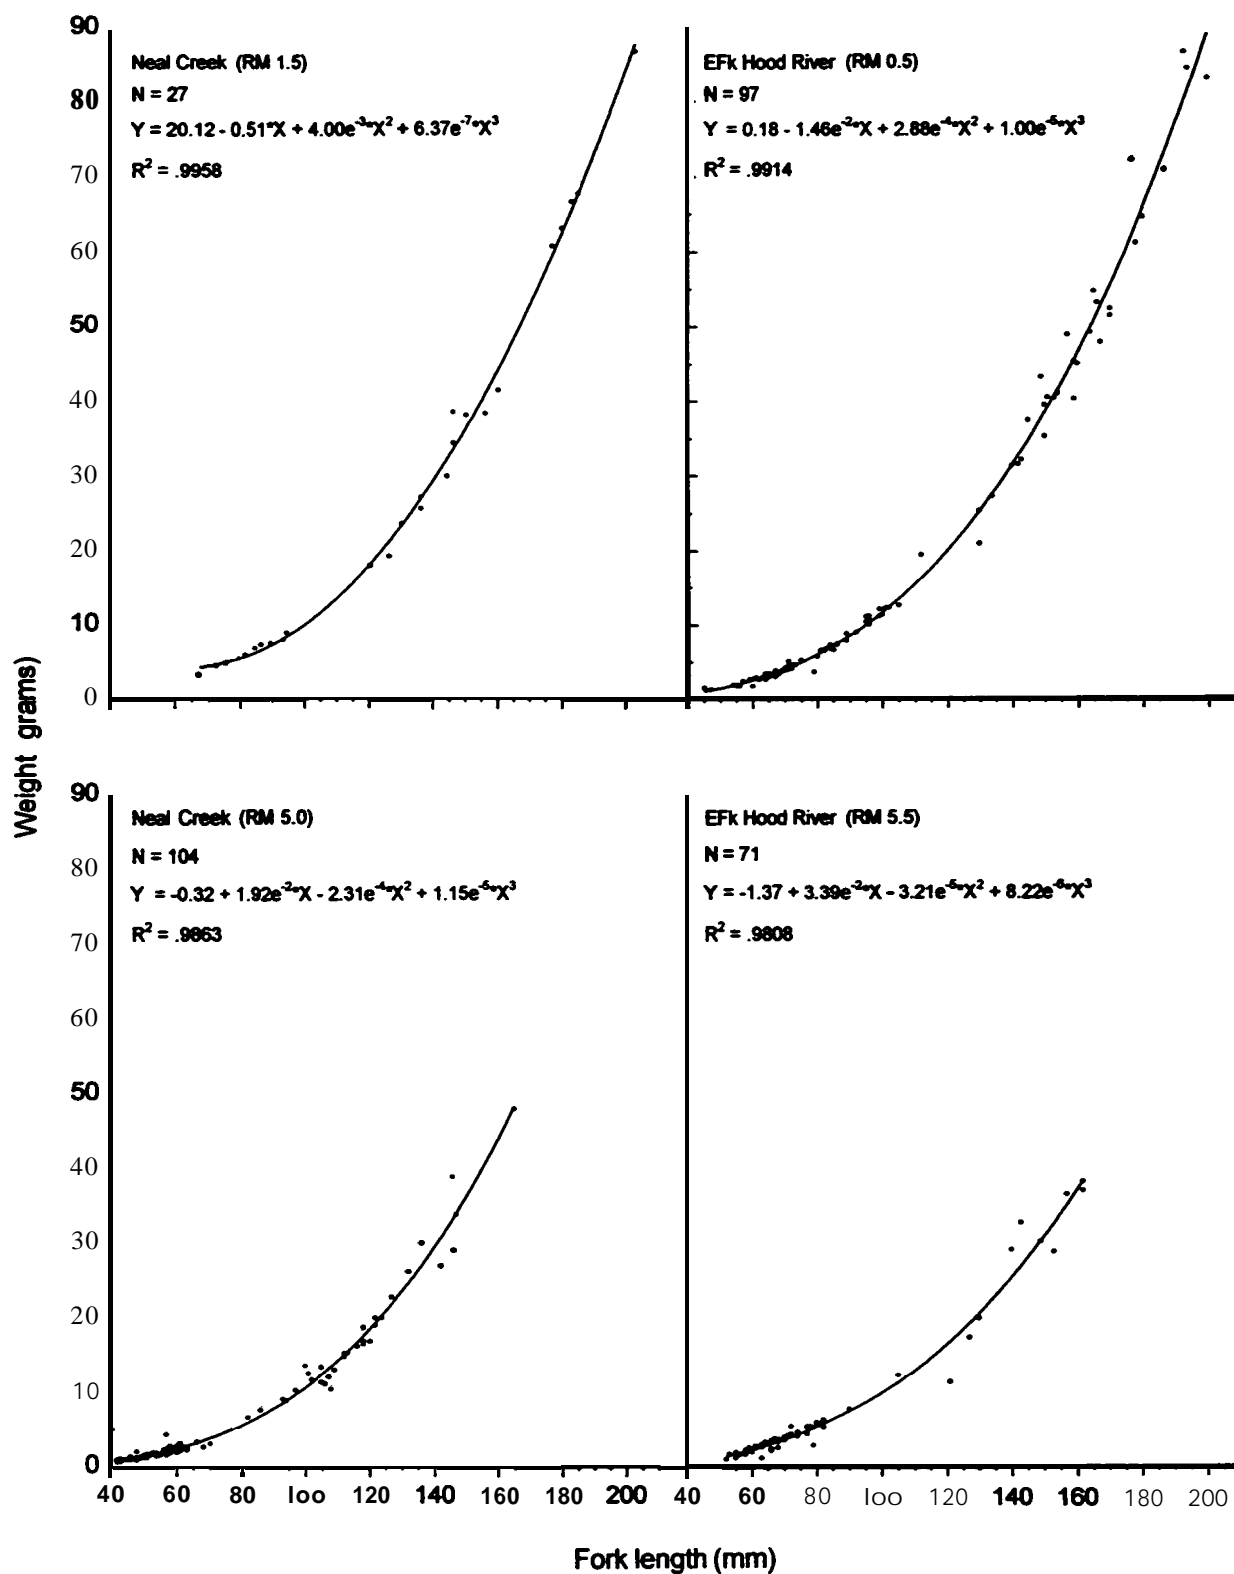 Neal Creek (RM 1.5)
N = 27
Y = 20.12 - 0.51*X + 4.00e⁻³*X² + 6.37e⁻⁷*X³
R² = .9958
EFk Hood River (RM 0.5)
N = 97
Y = 0.18 - 1.46e⁻²*X + 2.88e⁻⁴*X² + 1.00e⁻⁵*X³
R² = .9914
90
80
70
60
50
40
30
20
10
0
Weight grams)
Neal Creek (RM 5.0)
N = 104
Y = -0.32 + 1.92e⁻²*X - 2.31e⁻⁴*X² + 1.15e⁻⁵*X³
R² = .9863
EFk Hood River (RM 5.5)
N = 71
Y = -1.37 + 3.39e⁻²*X - 3.21e⁻⁵*X² + 8.22e⁻⁶*X³
R² = .9808
90
80
70
60
50
40
30
20
10
0
40 60 80 loo 120 140 160 180 200
40 60 80 loo 120 140 160 180 200
Fork length (mm)